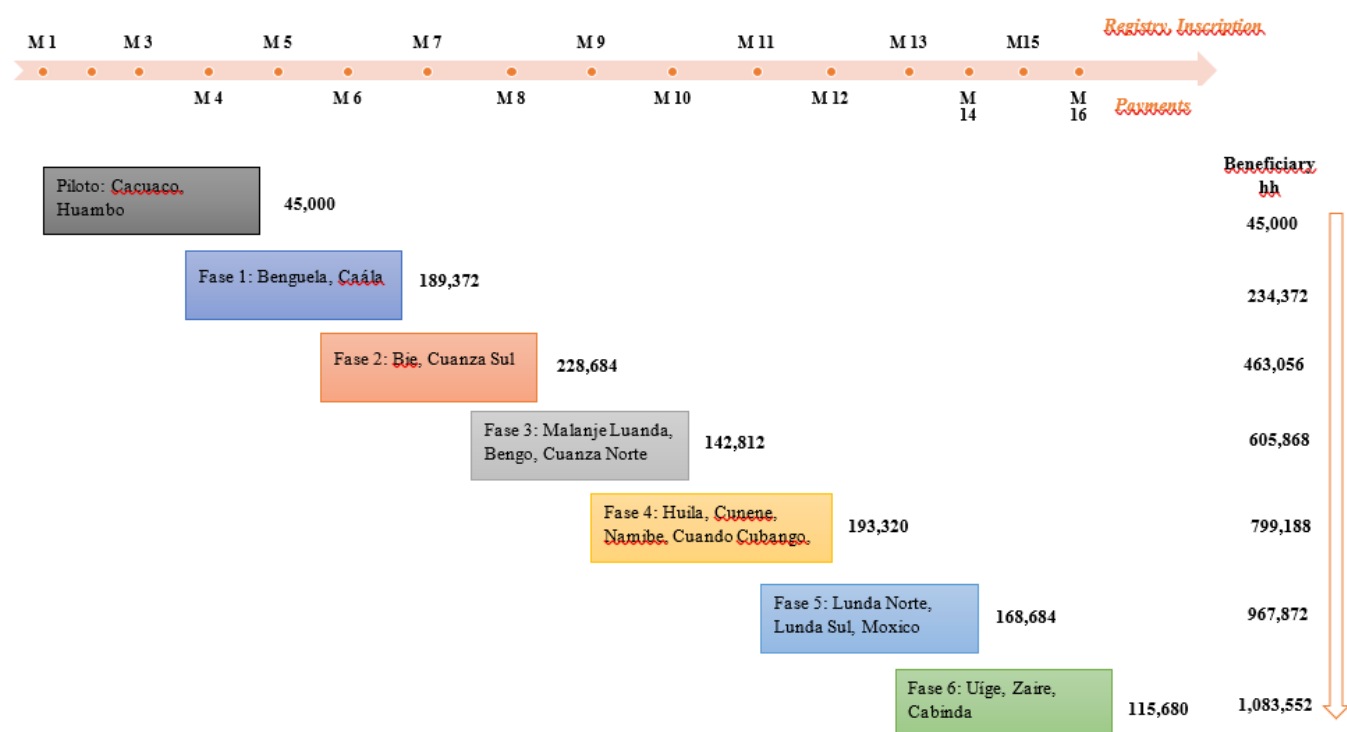 Registry, Inscription
M 1 M 3 M 5 M 7 M 9 M 11 M 13 M15
M 4 M 6 M 8 M 10 M 12 M
14 M
16 Payments
Beneficiary
hh
Piloto: Cacuaco,
Huambo
45,000
45,000
Fase 1: Benguela, Caála
189,372
234,372
Fase 2: Bie, Cuanza Sul
228,684
463,056
Fase 3: Malanje Luanda,
Bengo, Cuanza Norte
142,812
605,868
Fase 4: Huila, Cunene,
Namibe, Cuando Cubango,
193,320
799,188
Fase 5: Lunda Norte,
Lunda Sul, Moxico
168,684
967,872
Fase 6: Uíge, Zaire,
Cabinda
115,680
1,083,552